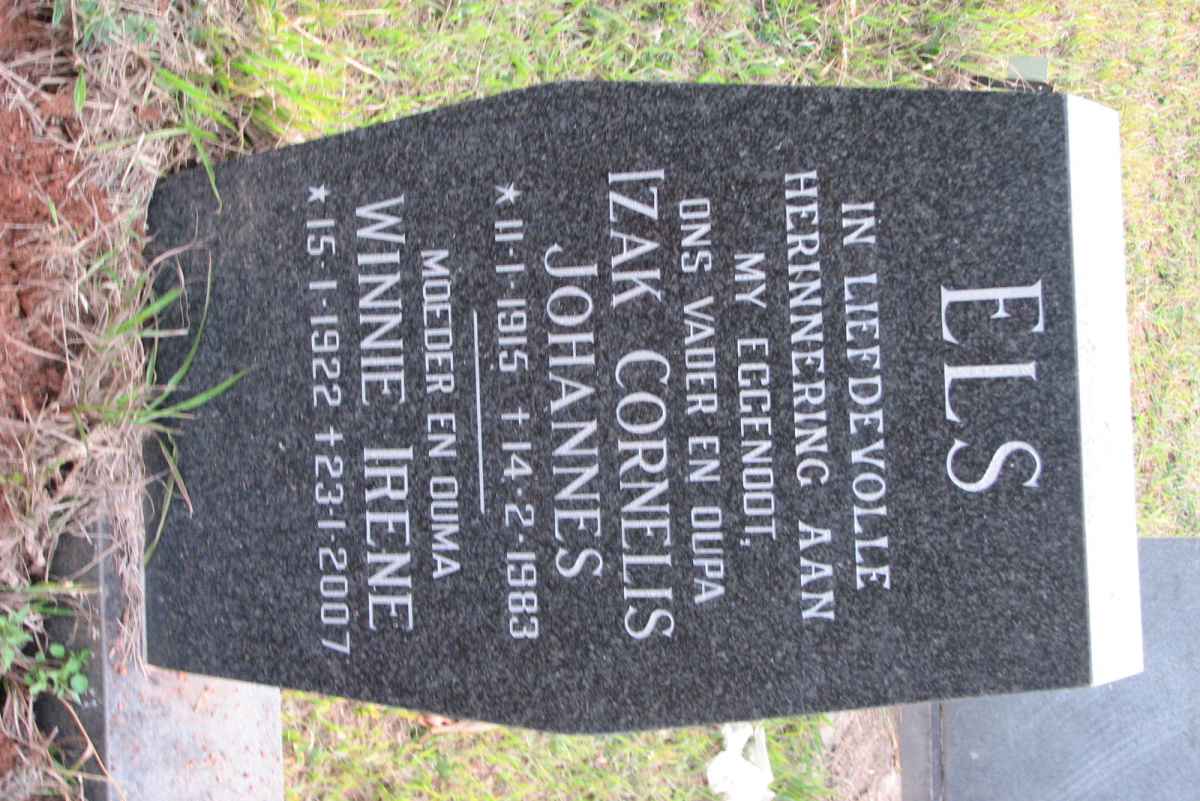 ELS
IN LIEFDEVOLLE
HERINNERING AAN
MY EGGENOOT,
ONS VADER EN OUPA
IZAK CORNELIS
JOHANNES
★ 11·1·1915 † 14·2·1983
MOEDER EN OUMA
WINNIE IRENE
★ 15·1·1922 † 23·1·2007